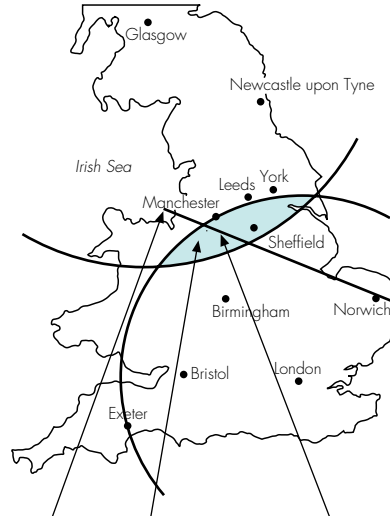 Glasgow
Newcastle upon Tyne
Irish Sea
Leeds
York
Manchester
Sheffield
Birmingham
Norwich
Bristol
London
Exeter